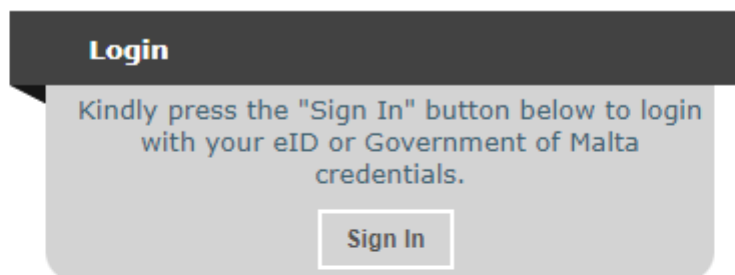 Login
Kindly press the "Sign In" button below to login
with your eID or Government of Malta
credentials.
Sign In